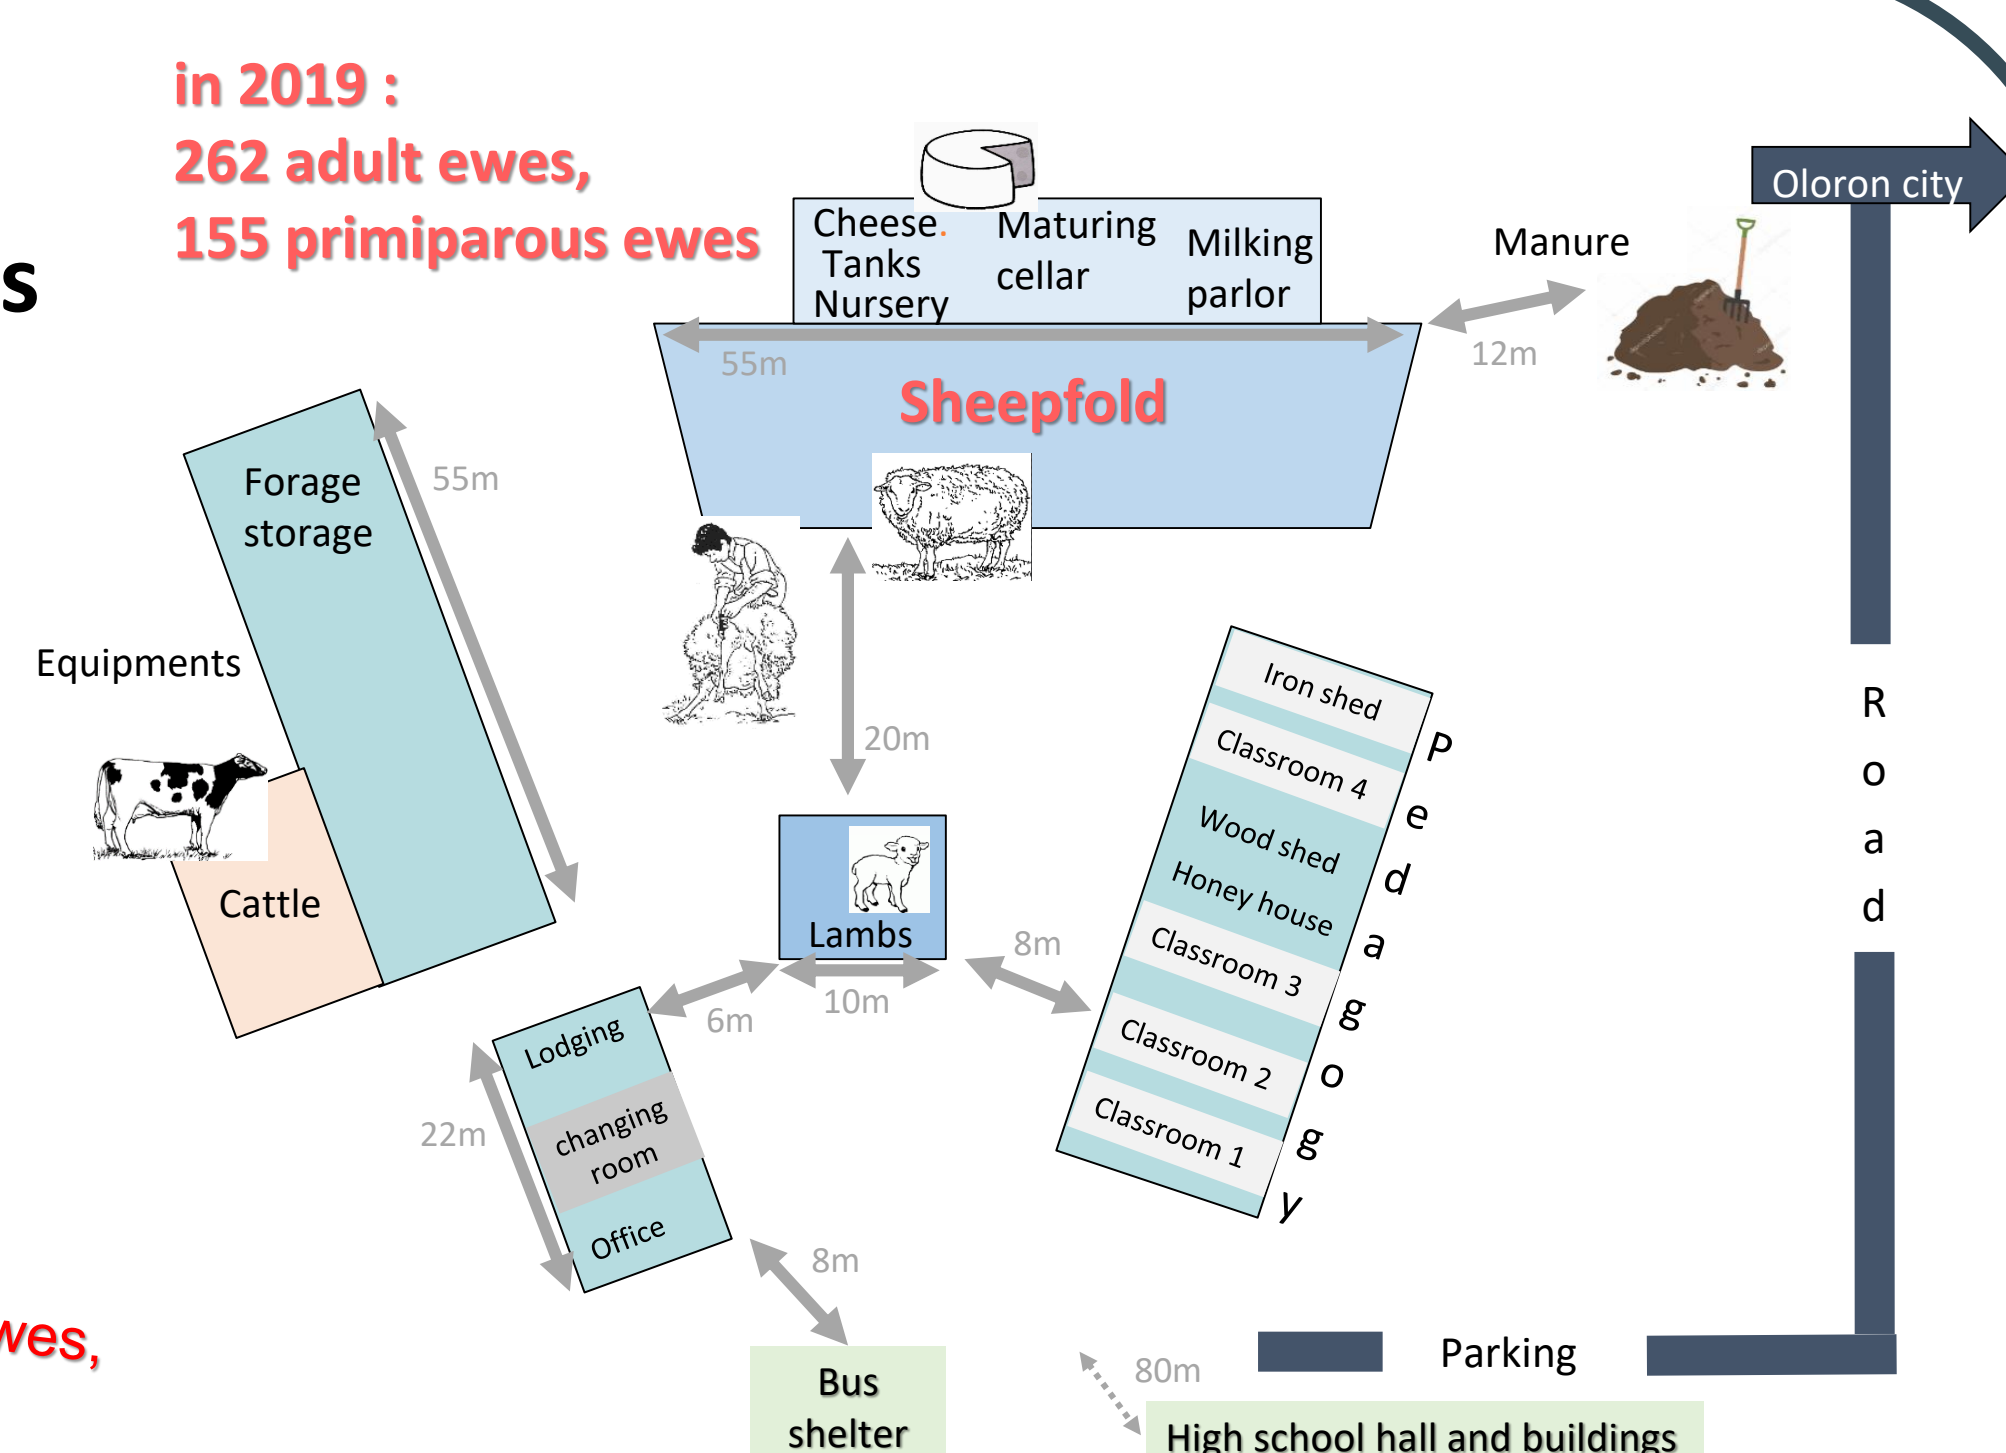 in 2019 :
262 adult ewes,
155 primiparous ewes
s
Cheese.
Tanks
Nursery
Maturing
cellar
Milking
parlor
Manure
Oloron city
55m
12m
Sheepfold
Forage
storage
55m
Equipments
Cattle
20m
Lambs
10m
6m
8m
Iron shed
Classroom 4
Wood shed
Honey house
Classroom 3
Classroom 2
Classroom 1
Pedagogy
Road
Lodging
changing
room
Office
22m
8m
wes,
Bus
shelter
80m
Parking
High school hall and buildings